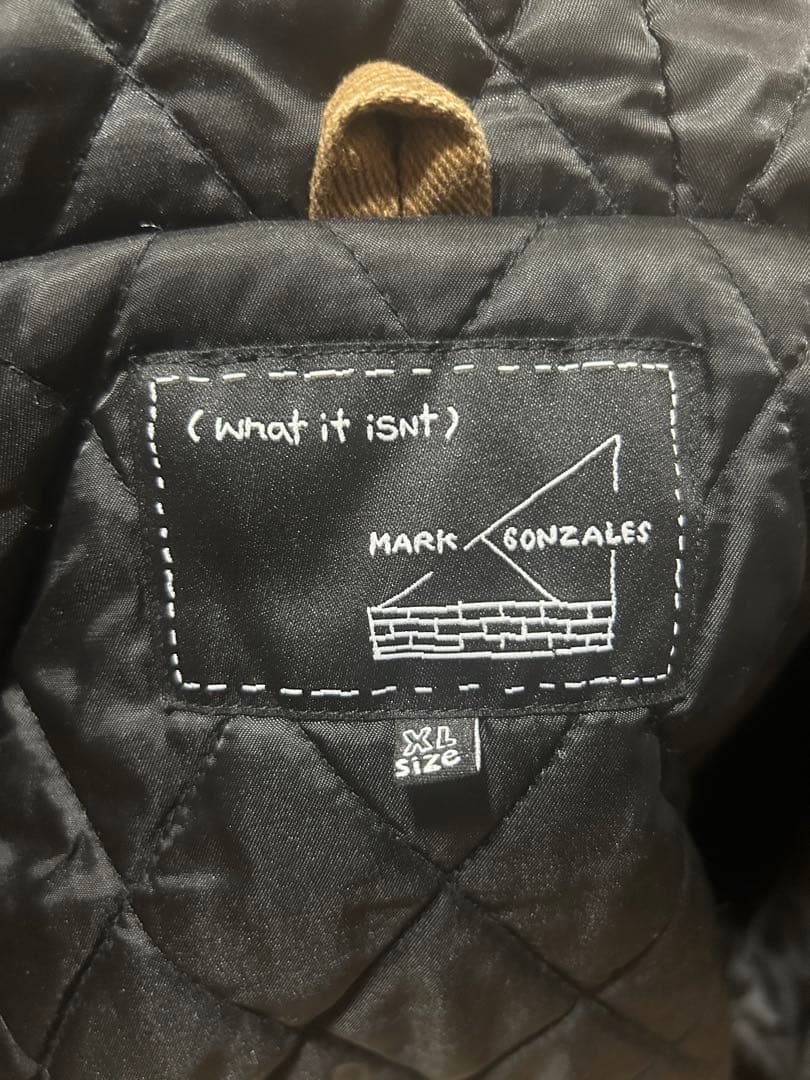 (what it isNt)
MARK GONZALES
XL
size